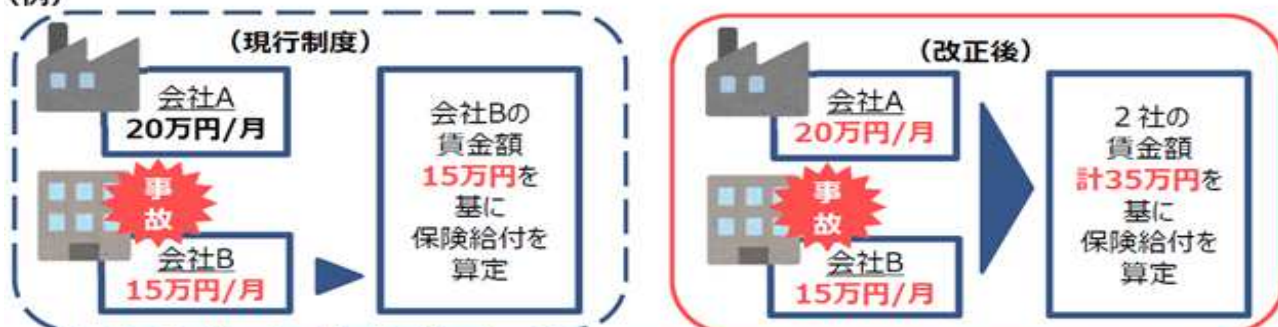 (例)
（現行制度）
会社A
20万円/月
事故
会社B
15万円/月
会社Bの
賃金額
15万円を
基に
保険給付を
算定
（改正後）
会社A
20万円/月
事故
会社B
15万円/月
２社の
賃金額
計35万円を
基に
保険給付を
算定